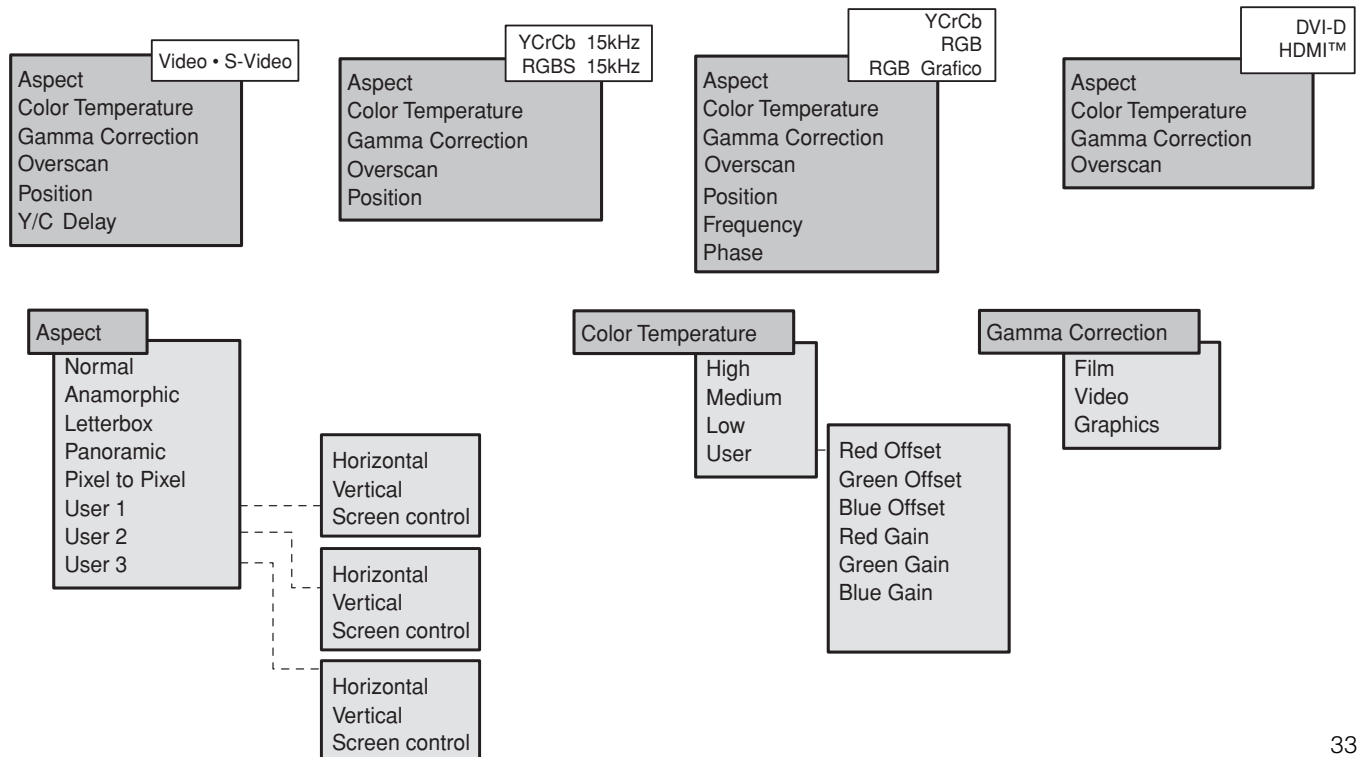 Video • S-Video
Aspect
Color Temperature
Gamma Correction
Overscan
Position
Y/C Delay
YCrCb 15kHz
RGBS 15kHz
Aspect
Color Temperature
Gamma Correction
Overscan
Position
YCrCb
RGB
RGB Grafico
Aspect
Color Temperature
Gamma Correction
Overscan
Position
Frequency
Phase
DVI-D
HDMI™
Aspect
Color Temperature
Gamma Correction
Overscan
Aspect
Normal
Anamorphic
Letterbox
Panoramic
Pixel to Pixel
User 1
User 2
User 3
Horizontal
Vertical
Screen control
Horizontal
Vertical
Screen control
Horizontal
Vertical
Screen control
Color Temperature
High
Medium
Low
User
Red Offset
Green Offset
Blue Offset
Red Gain
Green Gain
Blue Gain
Gamma Correction
Film
Video
Graphics
33